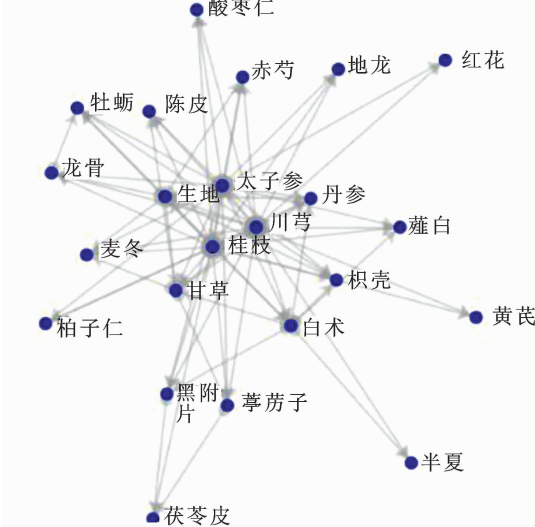 酸枣仁
赤芍
地龙
红花
牡蛎
陈皮
龙骨
生地
太子参
丹参
川芎
薤白
麦冬
桂枝
甘草
枳壳
柏子仁
白术
黄芪
黑附
片
葶苈子
半夏
茯苓皮